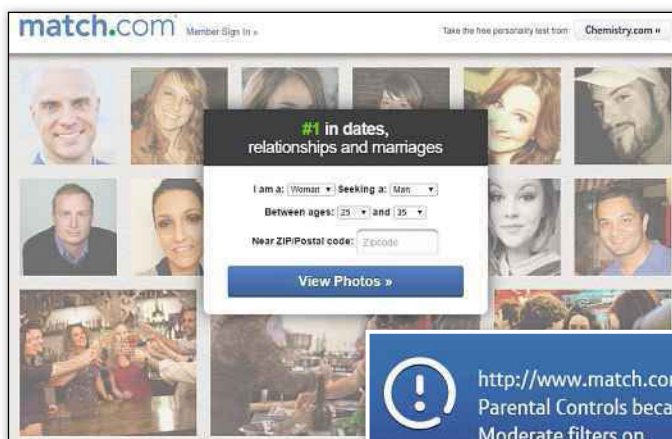 match.com Member Sign In » Take the free personality test from: Chemistry.com »
#1 in dates,
relationships and marriages
I am a: Woman Seeking a: Man
Between ages: 25 and 35
Near ZIP/Postal code: Zipcode
View Photos »
http://www.match.com
Parental Controls beca
Moderate filters on